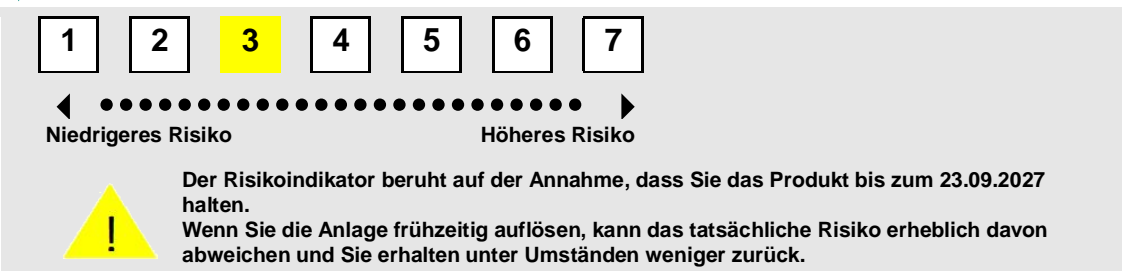 1 2 3 4 5 6 7
Niedrigeres Risiko Höheres Risiko
Der Risikoindikator beruht auf der Annahme, dass Sie das Produkt bis zum 23.09.2027
halten.
Wenn Sie die Anlage frühzeitig auflösen, kann das tatsächliche Risiko erheblich davon
abweichen und Sie erhalten unter Umständen weniger zurück.
!